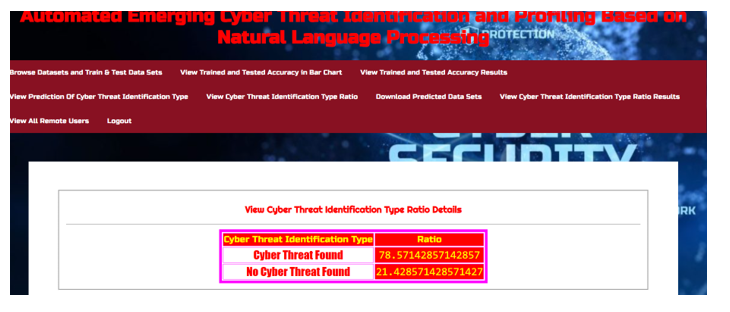 Automated Emerging Cyber Threat Identification and Profiling Based on
Natural Language Processing
PROTECTION
Browse Datasets and Train & Test Data Sets View Trained and Tested Accuracy in Bar Chart View Trained and Tested Accuracy Results
View Prediction Of Cyber Threat Identification Type View Cyber Threat Identification Type Ratio Download Predicted Data Sets View Cyber Threat Identification Type Ratio Results
View All Remote Users Logout
CYBER
SECURITY
View Cyber Threat Identification Type Ratio Details
Cyber Threat Identification Type Ratio
Cyber Threat Found 78.57142857142857
No Cyber Threat Found 21.428571428571427